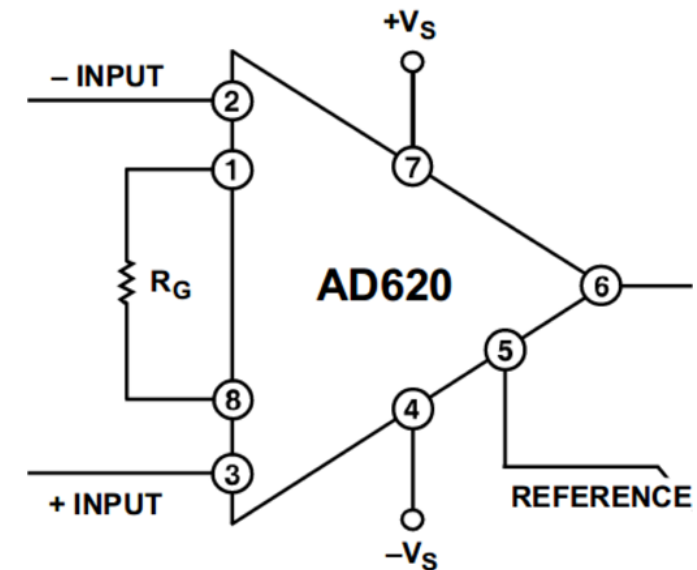 +VS
– INPUT
2
1
7
RG
AD620
6
5
8
4
3
+ INPUT
REFERENCE
–VS